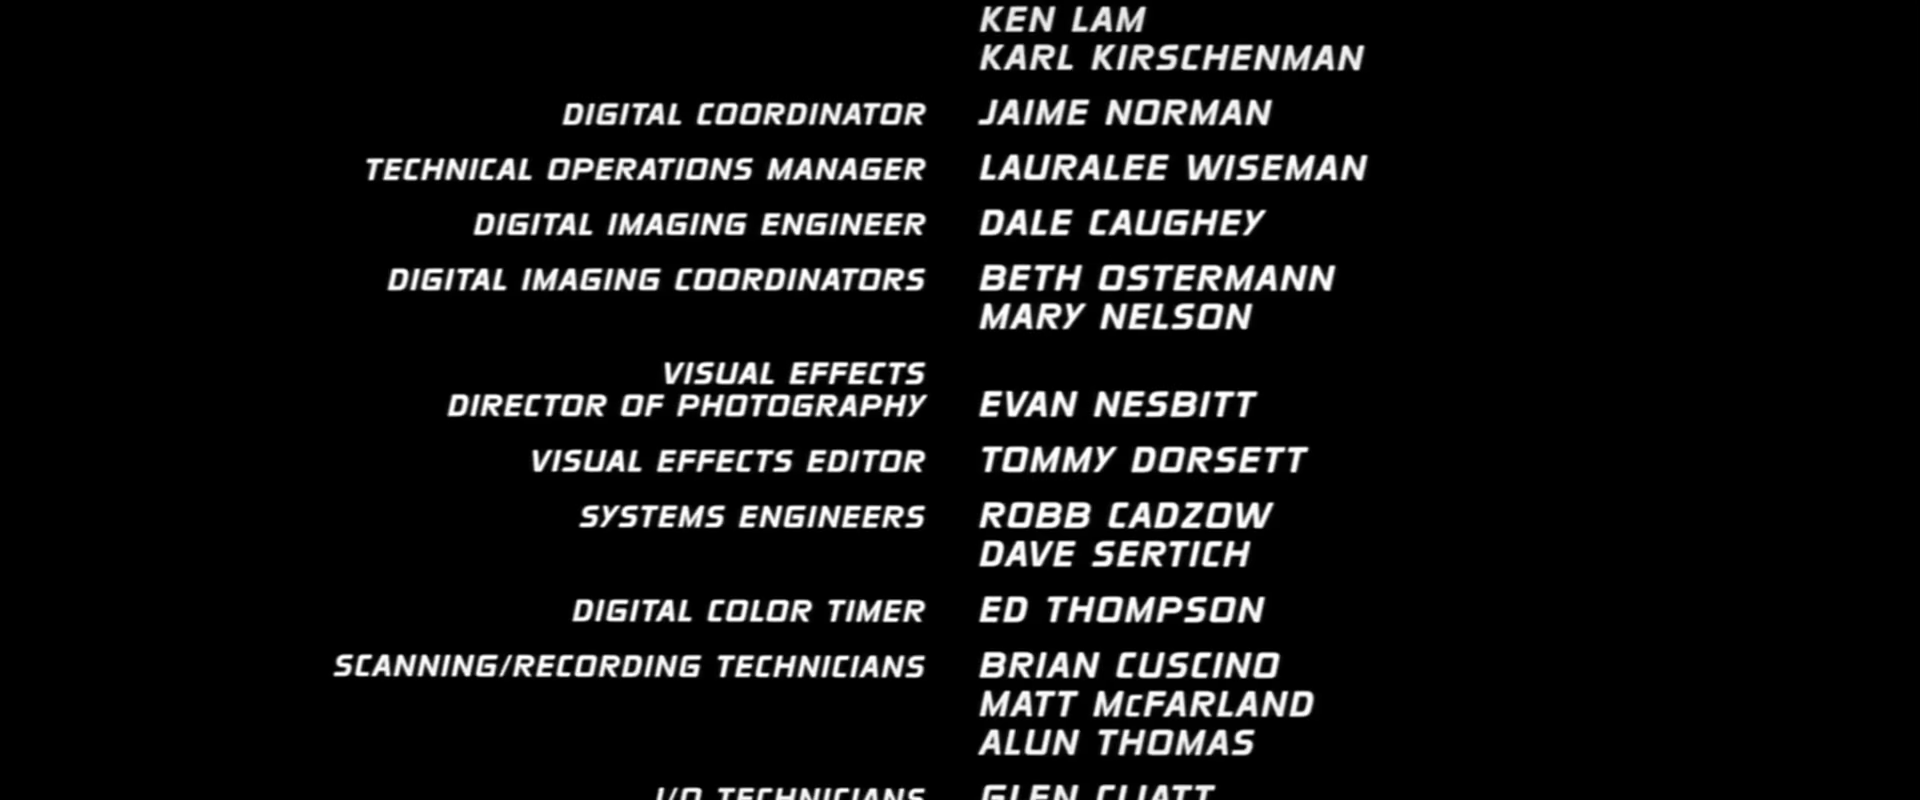 KEN LAM
KARL KIRSCHENMAN
DIGITAL COORDINATOR JAIME NORMAN
TECHNICAL OPERATIONS MANAGER LAURALEE WISEMAN
DIGITAL IMAGING ENGINEER DALE CAUGHEY
DIGITAL IMAGING COORDINATORS BETH OSTERMANN
MARY NELSON
VISUAL EFFECTS
DIRECTOR OF PHOTOGRAPHY EVAN NESBITT
VISUAL EFFECTS EDITOR TOMMY DORSETT
SYSTEMS ENGINEERS ROBB CADZOW
DAVE SERTICH
DIGITAL COLOR TIMER ED THOMPSON
SCANNING/RECORDING TECHNICIANS BRIAN CUSCINO
MATT McFARLAND
ALUN THOMAS
I/O TECHNICIANS GLEN